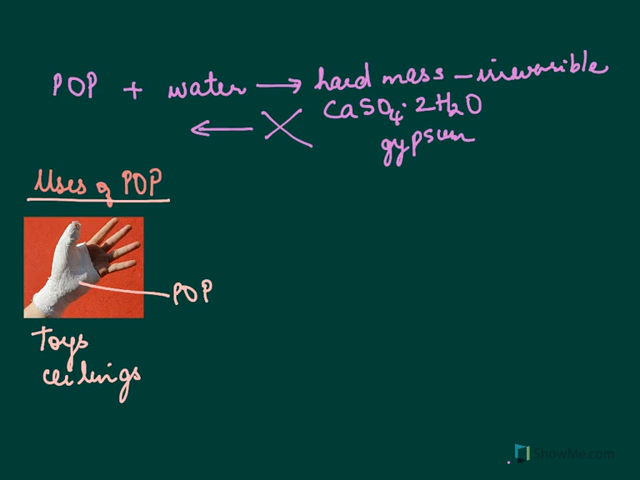 POP + water → hard mass – irreversible
← CaSO4·2H2O
gypsum
Uses of POP
POP
Toys
ceilings
ShowMe.com